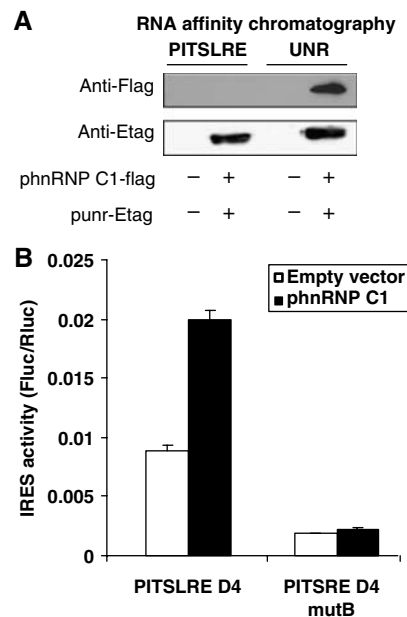 A
RNA affinity chromatography
PITSLRE UNR
Anti-Flag
Anti-Etag
phnRNP C1-flag − + − +
punr-Etag − + − +
B
0.025
0.02
0.015
0.01
0.005
0
IRES activity (Fluc/Rluc)
Empty vector
phnRNP C1
PITSLRE D4
PITSRE D4
mutB